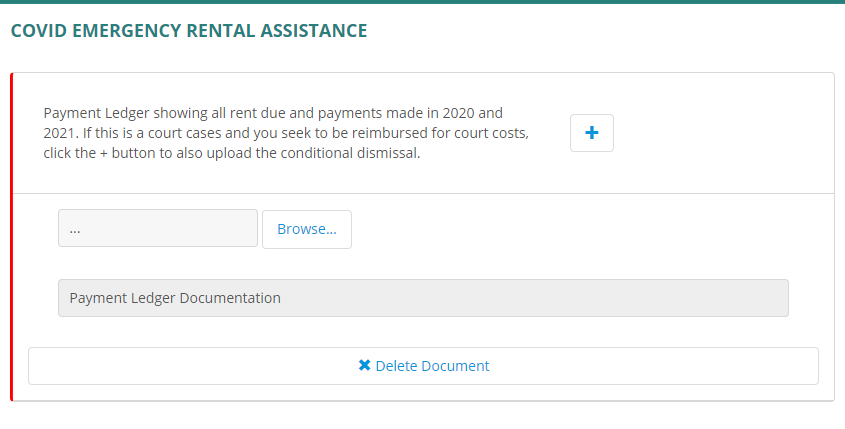 COVID EMERGENCY RENTAL ASSISTANCE
Payment Ledger showing all rent due and payments made in 2020 and
2021. If this is a court cases and you seek to be reimbursed for court costs,
click the + button to also upload the conditional dismissal.
+
...
Browse...
Payment Ledger Documentation
✖ Delete Document